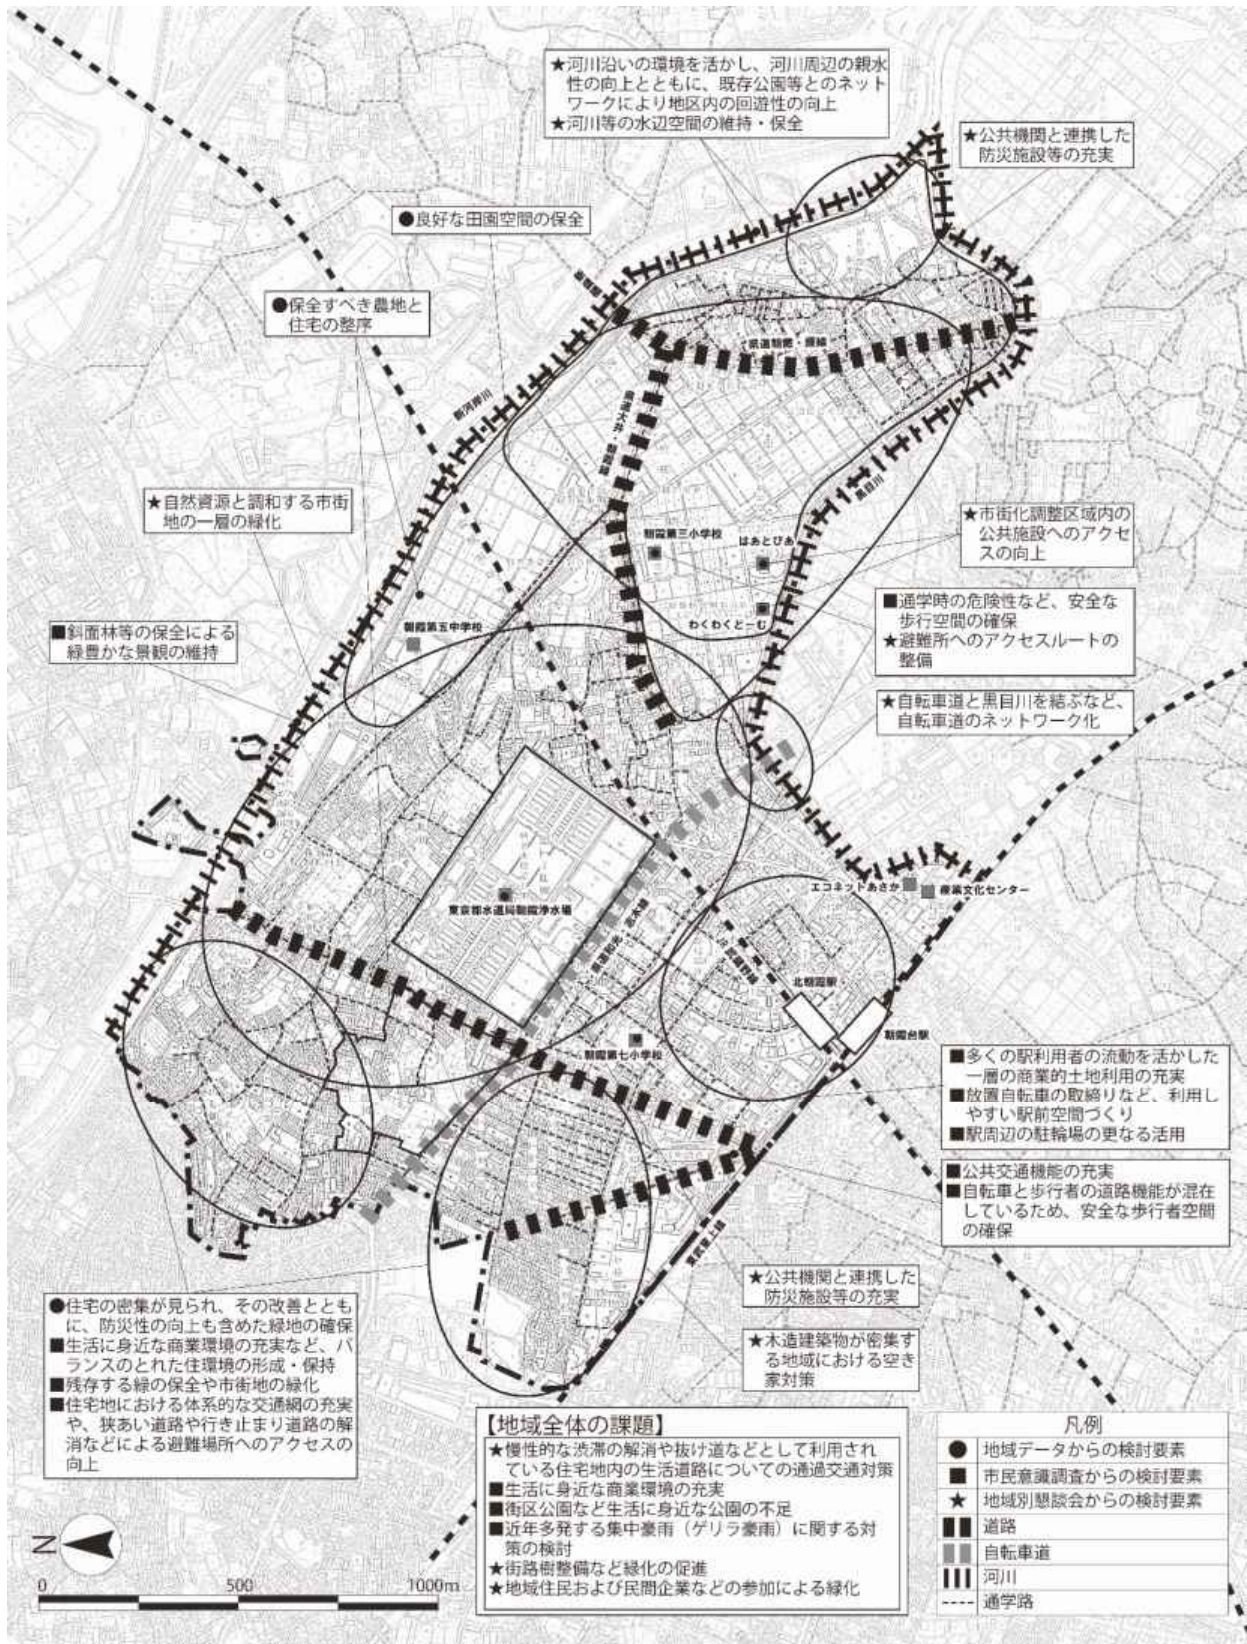 ★河川沿いの環境を活かし、河川周辺の親水
性の向上とともに、既存公園等とのネット
ワークにより地区内の回遊性の向上
★河川等の水辺空間の維持・保全
★公共機関と連携した
防災施設等の充実
●良好な田園空間の保全
●保全すべき農地と
住宅の整序
新河岸川
県道大井・朝霞線
黒目川
★自然資源と調和する市街
地の一層の緑化
朝霞第三小学校
はあとぴあ
わくわくどーむ
★市街化調整区域内の
公共施設へのアクセ
スの向上
■通学時の危険性など、安全な
歩行空間の確保
★避難所へのアクセスルートの
整備
朝霞第五中学校
■斜面林等の保全による
緑豊かな景観の維持
★自転車道と黒目川を結ぶなど、
自転車道のネットワーク化
エコネットあさか
産業文化センター
東京都水道局朝霞浄水場
県道和光・志木線
JR武蔵野線
北朝霞駅
朝霞台駅
朝霞第七小学校
■多くの駅利用者の流動を活かした
一層の商業的土地利用の充実
■放置自転車の取締りなど、利用し
やすい駅前空間づくり
■駅周辺の駐輪場の更なる活用
■公共交通機能の充実
■自転車と歩行者の道路機能が混在
しているため、安全な歩行者空間
の確保
東武東上線
★公共機関と連携した
防災施設等の充実
★木造建築物が密集す
る地域における空き
家対策
●住宅の密集が見られ、その改善ととも
に、防災性の向上も含めた緑地の確保
■生活に身近な商業環境の充実など、バ
ランスのとれた住環境の形成・保持
■残存する緑の保全や市街地の緑化
■住宅地における体系的な交通網の充実
や、狭あい道路や行き止まり道路の解
消などによる避難場所へのアクセスの
向上
【地域全体の課題】
★慢性的な渋滞の解消や抜け道などとして利用され
ている住宅地内の生活道路についての通過交通対策
■生活に身近な商業環境の充実
■街区公園など生活に身近な公園の不足
■近年多発する集中豪雨（ゲリラ豪雨）に関する対
策の検討
★街路樹整備など緑化の促進
★地域住民および民間企業などの参加による緑化
凡例
● 地域データからの検討要素
■ 市民意識調査からの検討要素
★ 地域別懇談会からの検討要素
道路
自転車道
河川
通学路
N
0 500 1000m